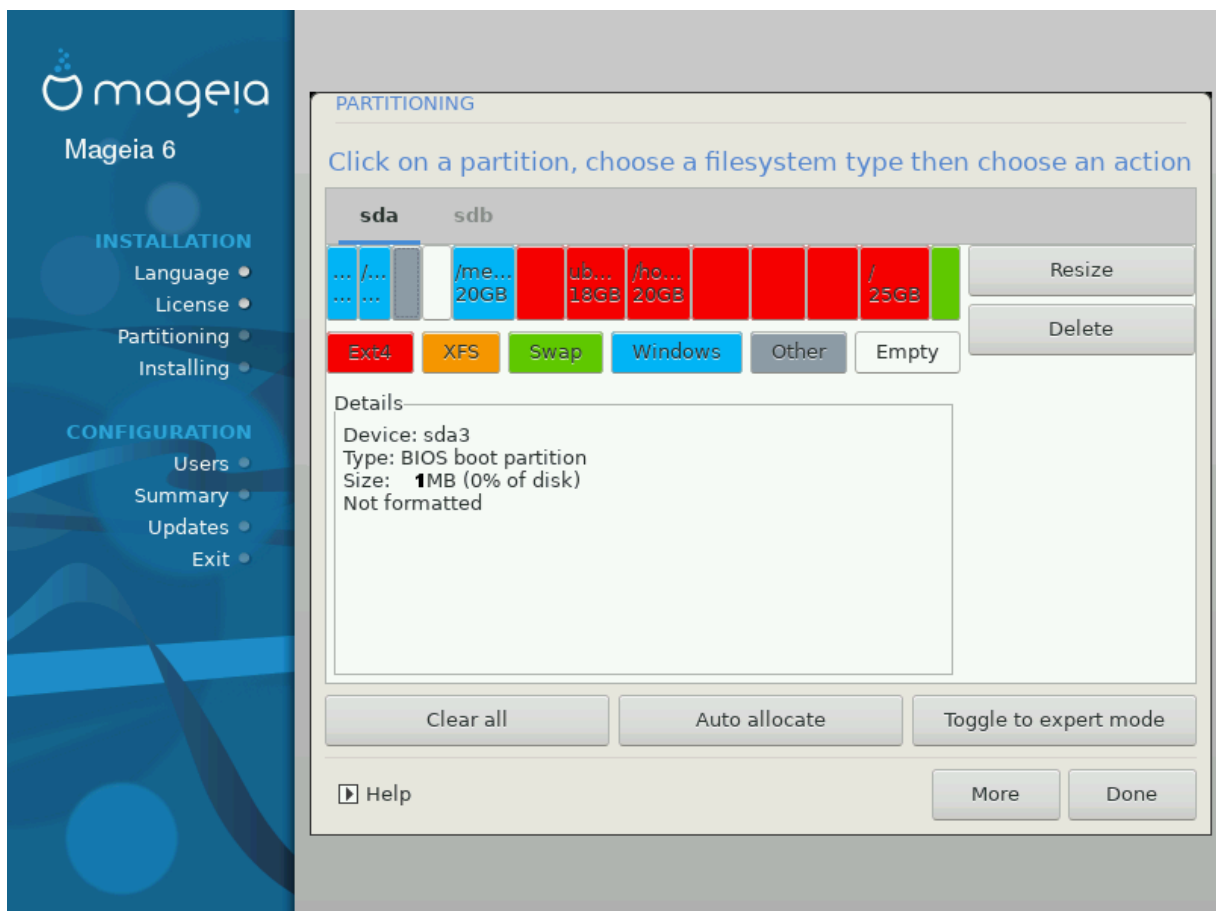 mageia
Mageia 6
INSTALLATION
Language
License
Partitioning
Installing
CONFIGURATION
Users
Summary
Updates
Exit
PARTITIONING
Click on a partition, choose a filesystem type then choose an action
sda sdb
... /... /me... ub... /ho... /
... ... 20GB 18GB 20GB 25GB
Ext4 XFS Swap Windows Other Empty
Resize
Delete
Details
Device: sda3
Type: BIOS boot partition
Size: 1MB (0% of disk)
Not formatted
Clear all Auto allocate Toggle to expert mode
Help More Done